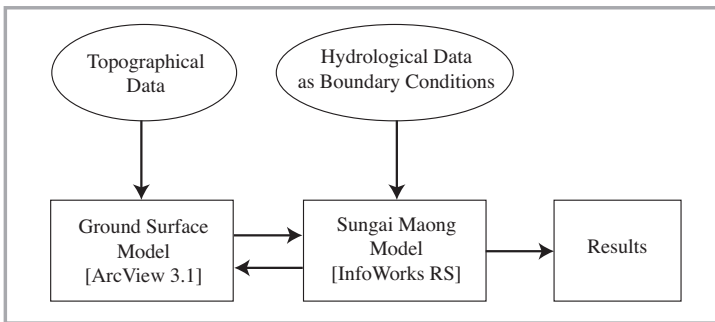 Topographical
Data
Hydrological Data
as Boundary Conditions
Ground Surface
Model
[ArcView 3.1]
Sungai Maong
Model
[InfoWorks RS]
Results